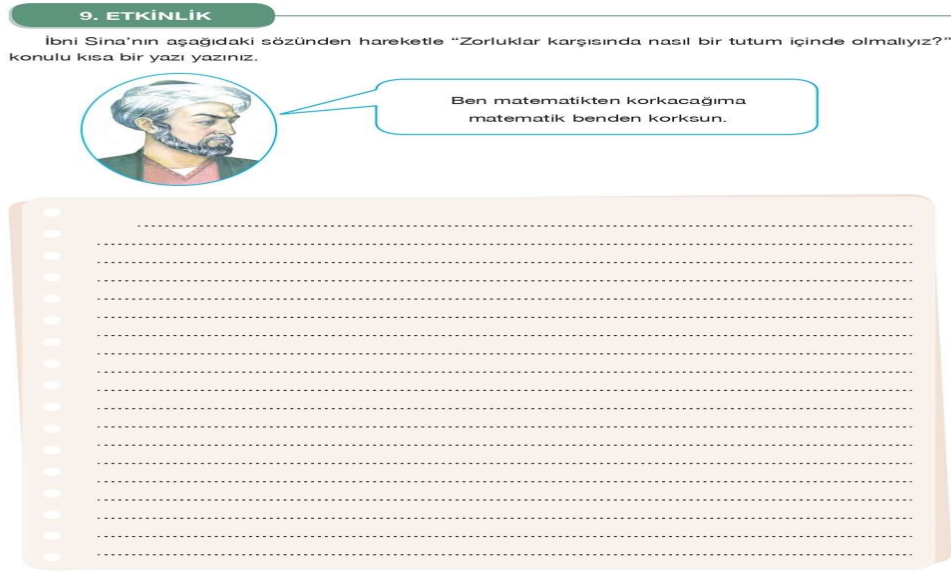 9. ETKİNLİK
İbni Sina'nın aşağıdaki sözünden hareketle "Zorluklar karşısında nasıl bir tutum içinde olmalıyız?"
konulu kısa bir yazı yazınız.
Ben matematikten korkacağıma
matematik benden korksun.